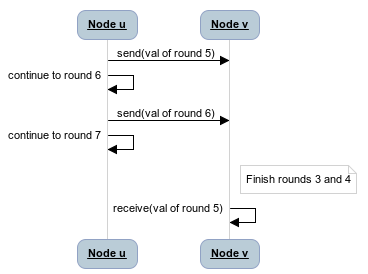 Node u
Node v
send(val of round 5)
continue to round 6
send(val of round 6)
continue to round 7
Finish rounds 3 and 4
receive(val of round 5)
Node u
Node v